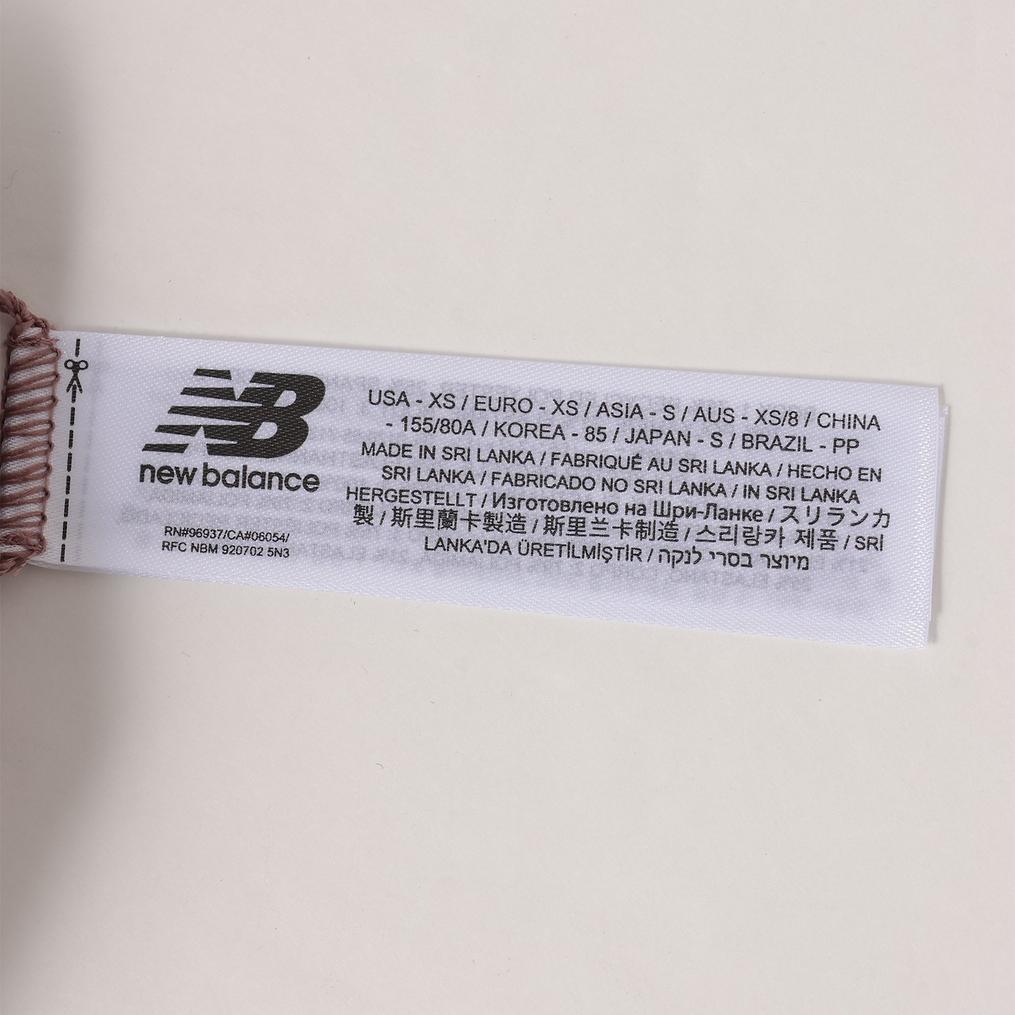 NB
new balance
RN#96937/CA#06054/
RFC NBM 920702 5N3
USA - XS / EURO - XS / ASIA - S / AUS - XS/8 / CHINA
- 155/80A / KOREA - 85 / JAPAN - S / BRAZIL - PP
MADE IN SRI LANKA / FABRIQUÉ AU SRI LANKA / HECHO EN
SRI LANKA / FABRICADO NO SRI LANKA / IN SRI LANKA
HERGESTELLT / Изготовлено на Шри-Ланке / スリランカ
製 / 斯里蘭卡製造 / 斯里兰卡制造 / 스리랑카 제품 / SRI
LANKA'DA ÜRETİLMİŞTİR / מיוצר בסרי לנקה